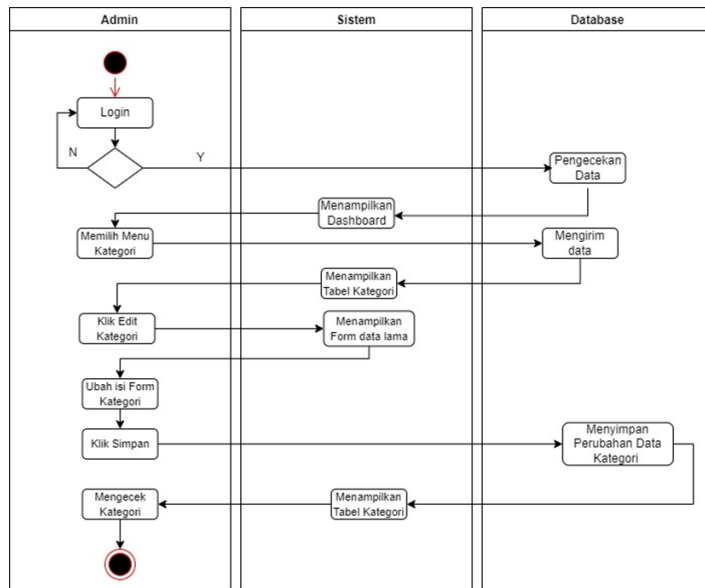 Admin
Sistem
Database
Login
N
Y
Pengecekan
Data
Menampilkan
Dashboard
Memilih Menu
Kategori
Mengirim
data
Menampilkan
Tabel Kategori
Klik Edit
Kategori
Menampilkan
Form data lama
Ubah isi Form
Kategori
Klik Simpan
Menyimpan
Perubahan Data
Kategori
Mengecek
Kategori
Menampilkan
Tabel Kategori